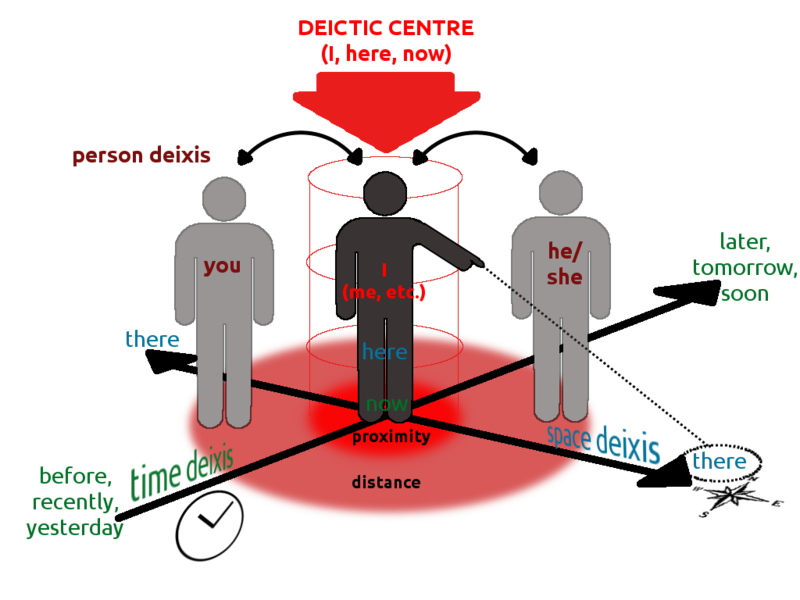 DEICTIC CENTRE
(I, here, now)
person deixis
you
I
(me, etc.)
he/
she
later,
tomorrow,
soon
there
here
now
proximity
distance
space deixis
there
time deixis
before,
recently,
yesterday
N
W
E
S